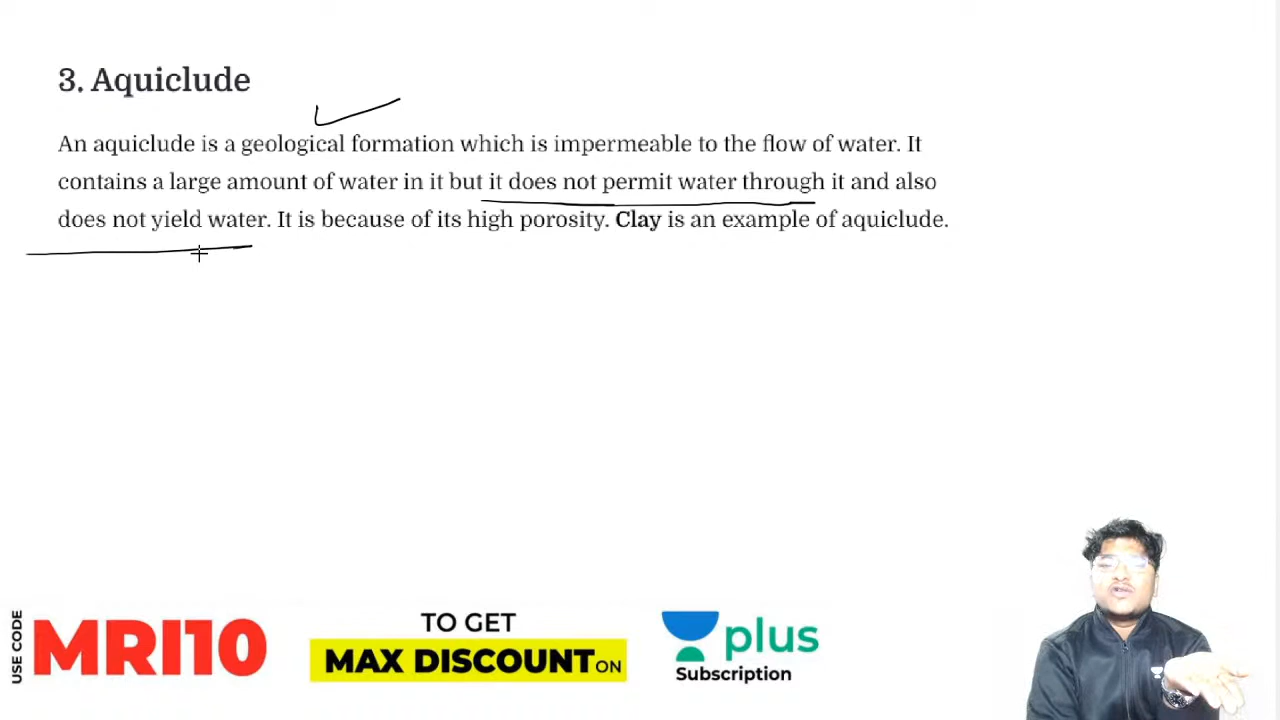 3. Aquiclude
An aquiclude is a geological formation which is impermeable to the flow of water. It
contains a large amount of water in it but it does not permit water through it and also
does not yield water. It is because of its high porosity. Clay is an example of aquiclude.
USE CODE
MRI10
TO GET
MAX DISCOUNT ON
plus
Subscription